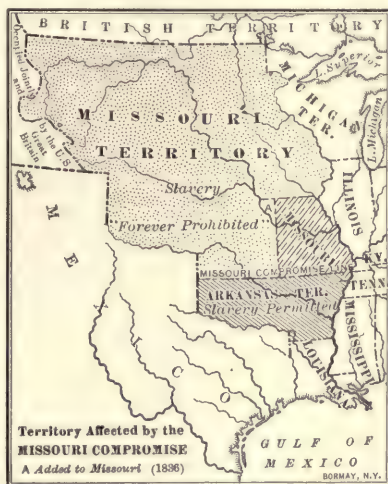 BRITISH TERRITORY
Occupied Jointly
by the U.S.
and
Great
Britain
L. Superior
MICHIGAN
TER.
L. Michigan
MISSOURI
TERRITORY
Slavery
"Forever Prohibited"
ILLINOIS
A
MISSOURI
MISSOURI COMPROMISE LINE
KY.
ARKANSAS TER.
Slavery Permitted
TENN.
MISSISSIPPI
LOUISIANA
MEXICO
Territory Affected by the
MISSOURI COMPROMISE
A Added to Missouri (1836)
GULF OF
MEXICO
BORMAY, N.Y.